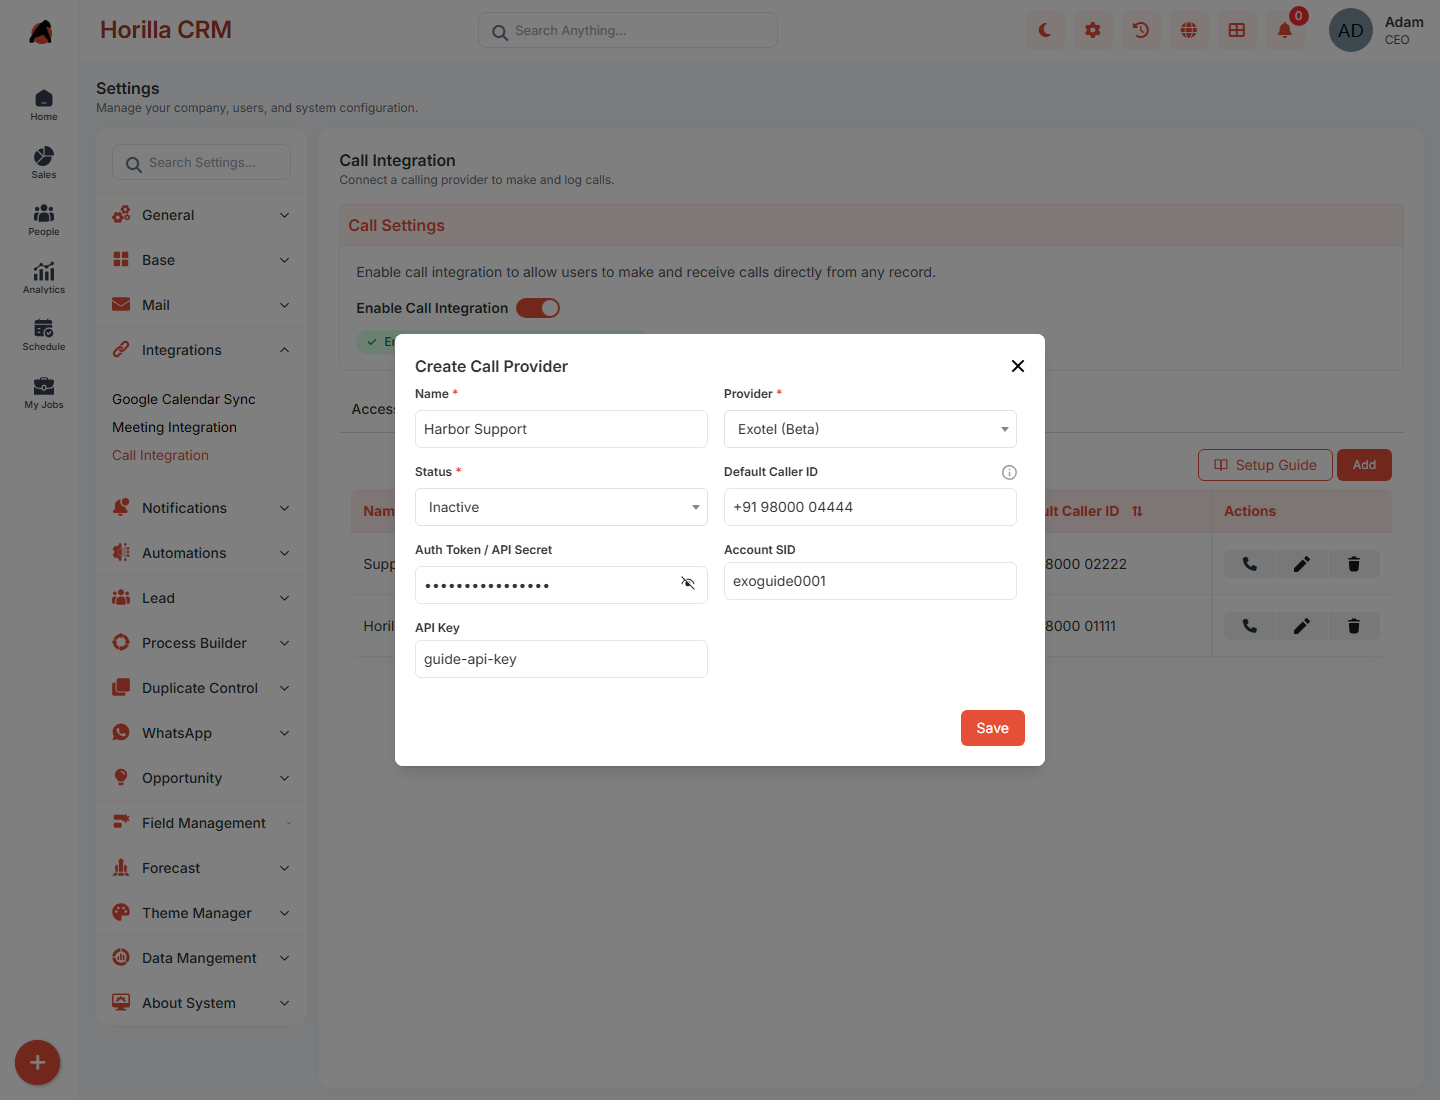 Horilla CRM
Search Anything...
0
AD
Adam
CEO
Home
Sales
People
Analytics
Schedule
My Jobs
Settings
Manage your company, users, and system configuration.
Search Settings...
General
Base
Mail
Integrations
Google Calendar Sync
Meeting Integration
Call Integration
Notifications
Automations
Lead
Process Builder
Duplicate Control
WhatsApp
Opportunity
Field Management
Forecast
Theme Manager
Data Mangement
About System
Call Integration
Connect a calling provider to make and log calls.
Call Settings
Enable call integration to allow users to make and receive calls directly from any record.
Enable Call Integration
Setup Guide
Add
Caller ID
Actions
8000 02222
8000 01111
Create Call Provider
Name *
Harbor Support
Provider *
Exotel (Beta)
Status *
Inactive
Default Caller ID
+91 98000 04444
Auth Token / API Secret
••••••••••••••••
Account SID
exoguide0001
API Key
guide-api-key
Save